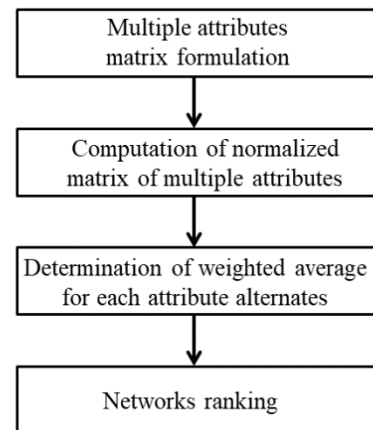 Multiple attributes
matrix formulation
Computation of normalized
matrix of multiple attributes
Determination of weighted average
for each attribute alternates
Networks ranking